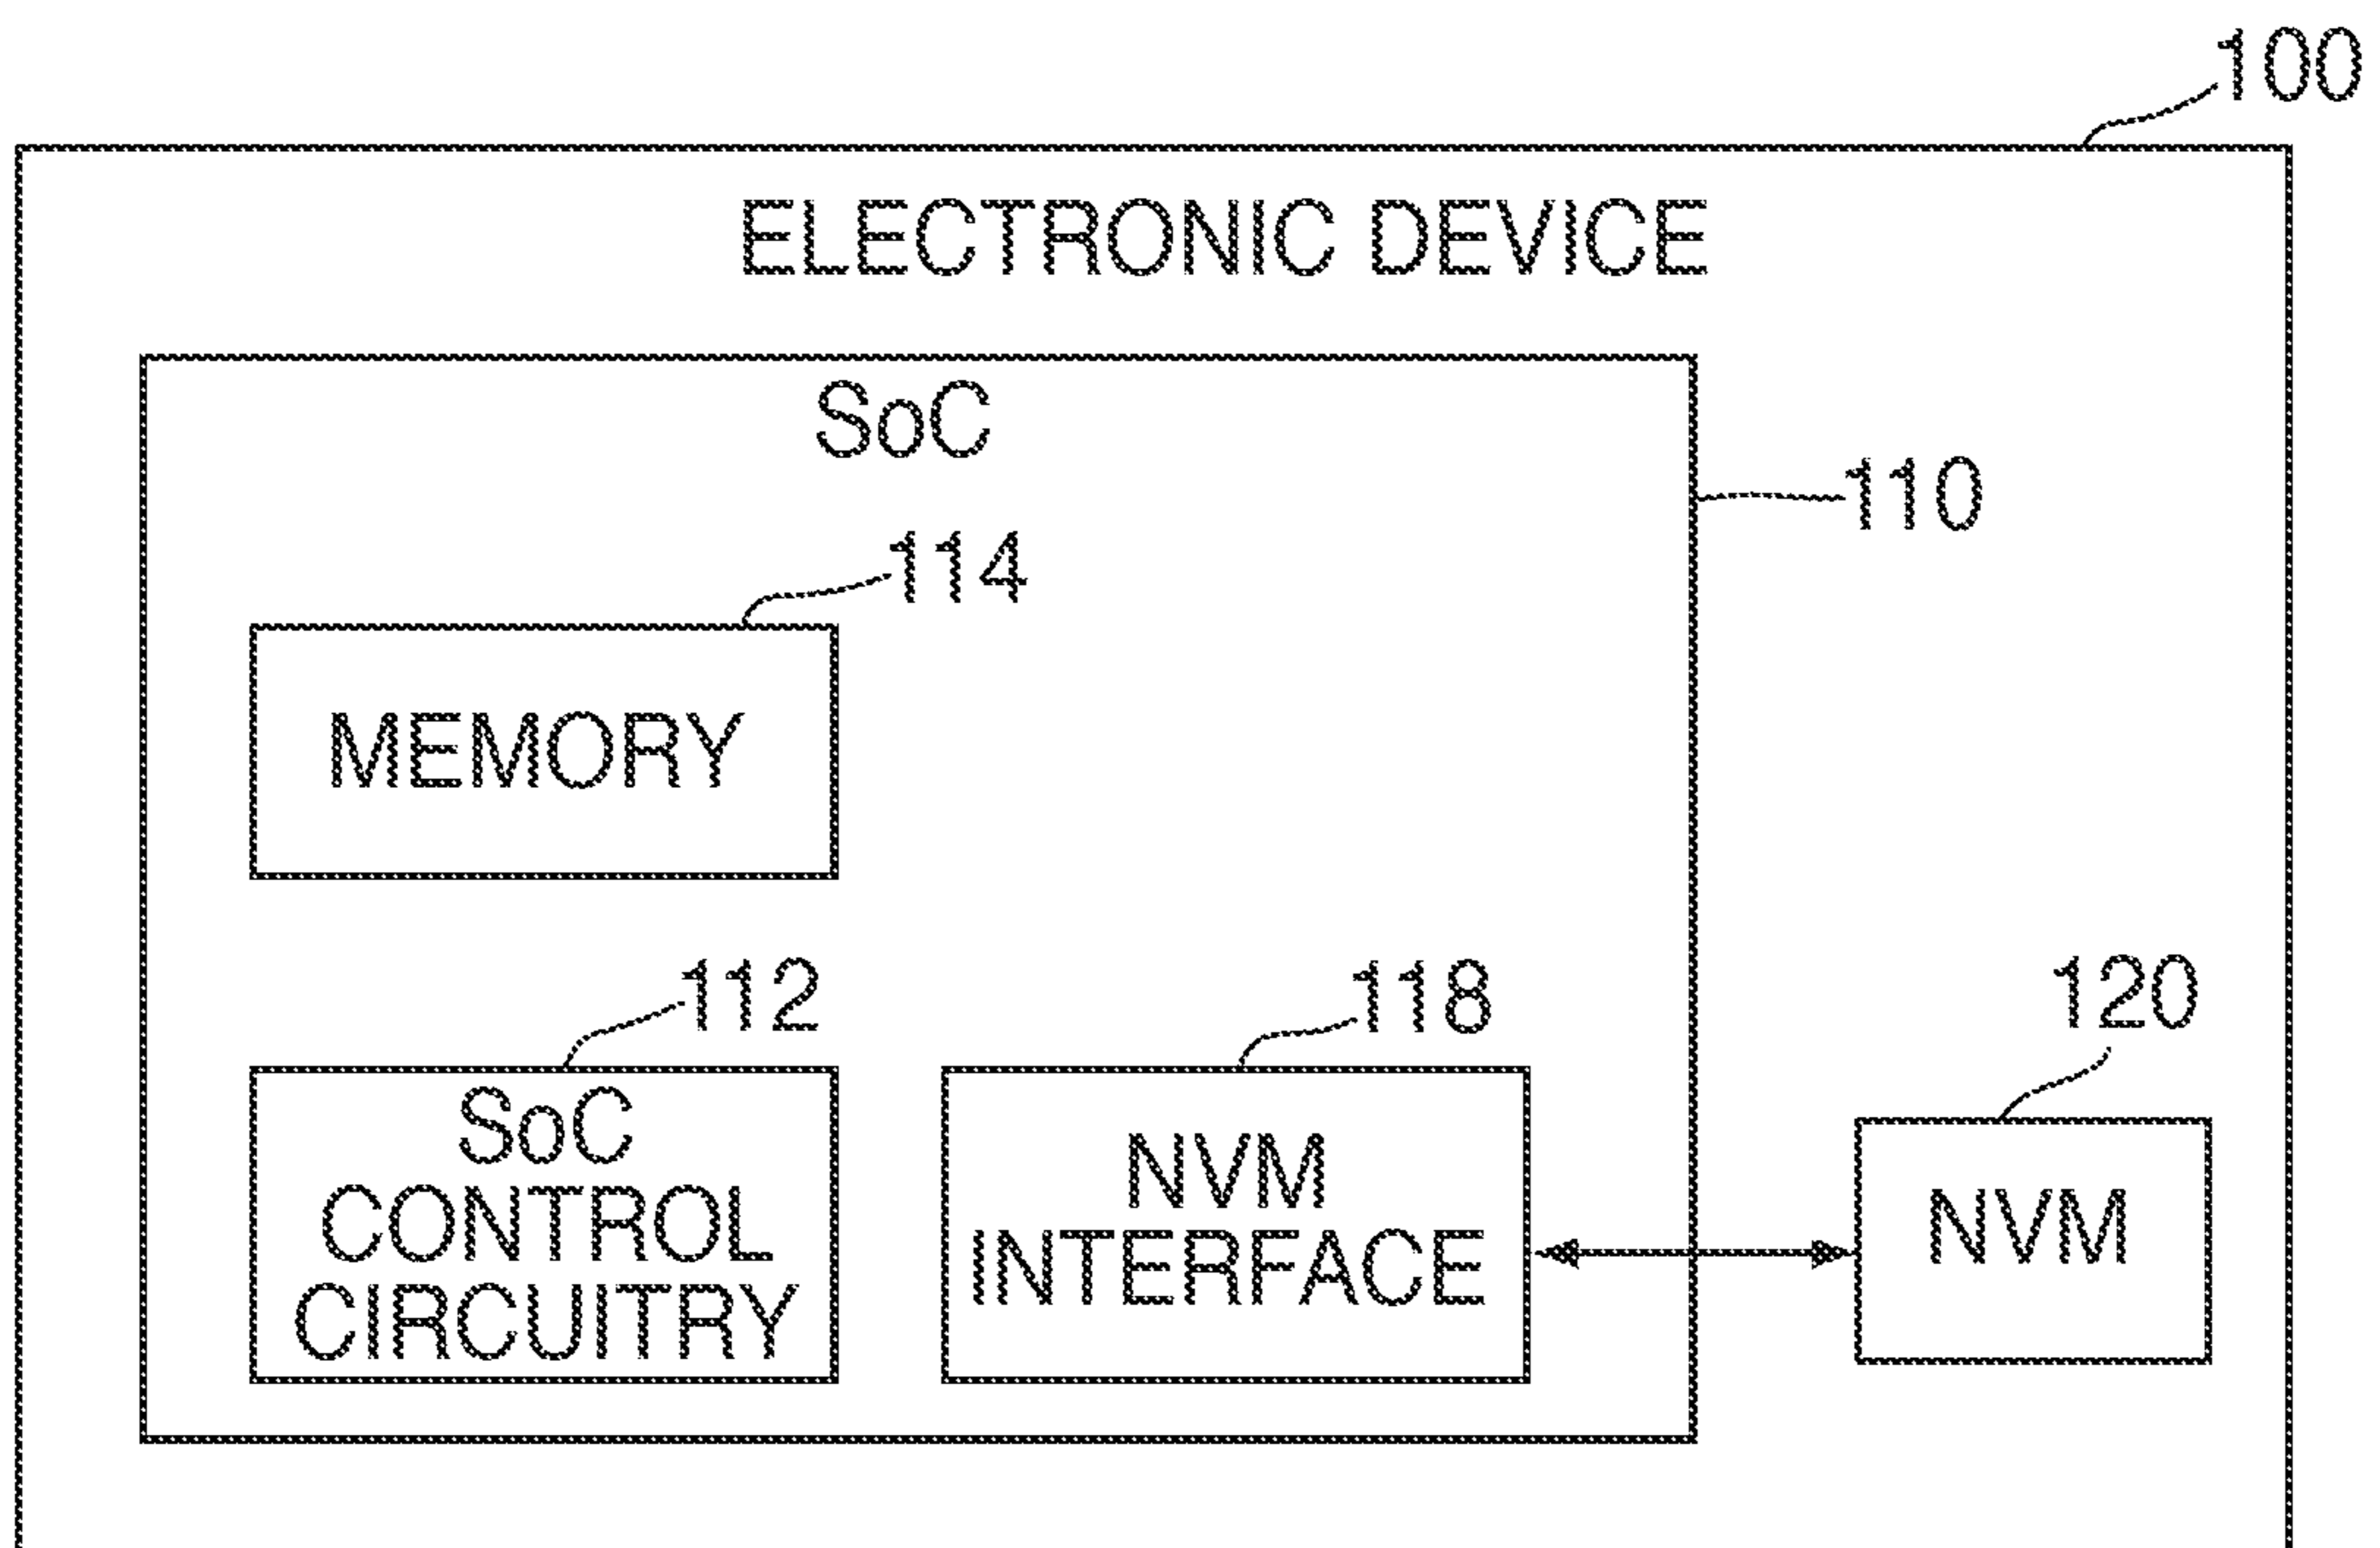 100
ELECTRONIC DEVICE
SoC
110
114
MEMORY
112
118
120
SoC
CONTROL
CIRCUITRY
NVM
INTERFACE
NVM